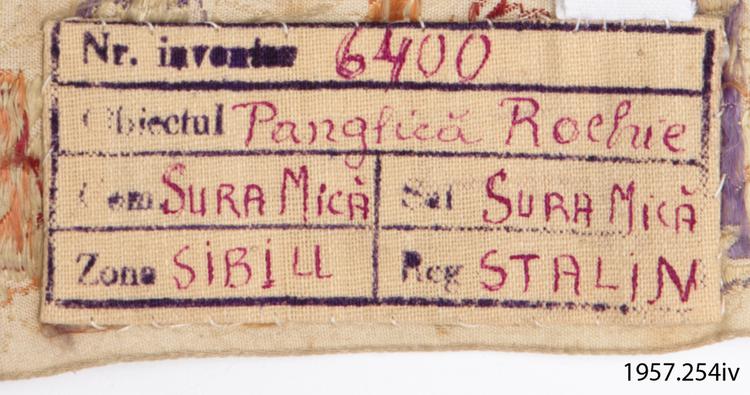 Nr. inventar 6400
Obiectul Panglică Rochie
Com SURA MICĂ Sat SURA MICĂ
Zona SIBIU Reg STALIN
1957.254iv